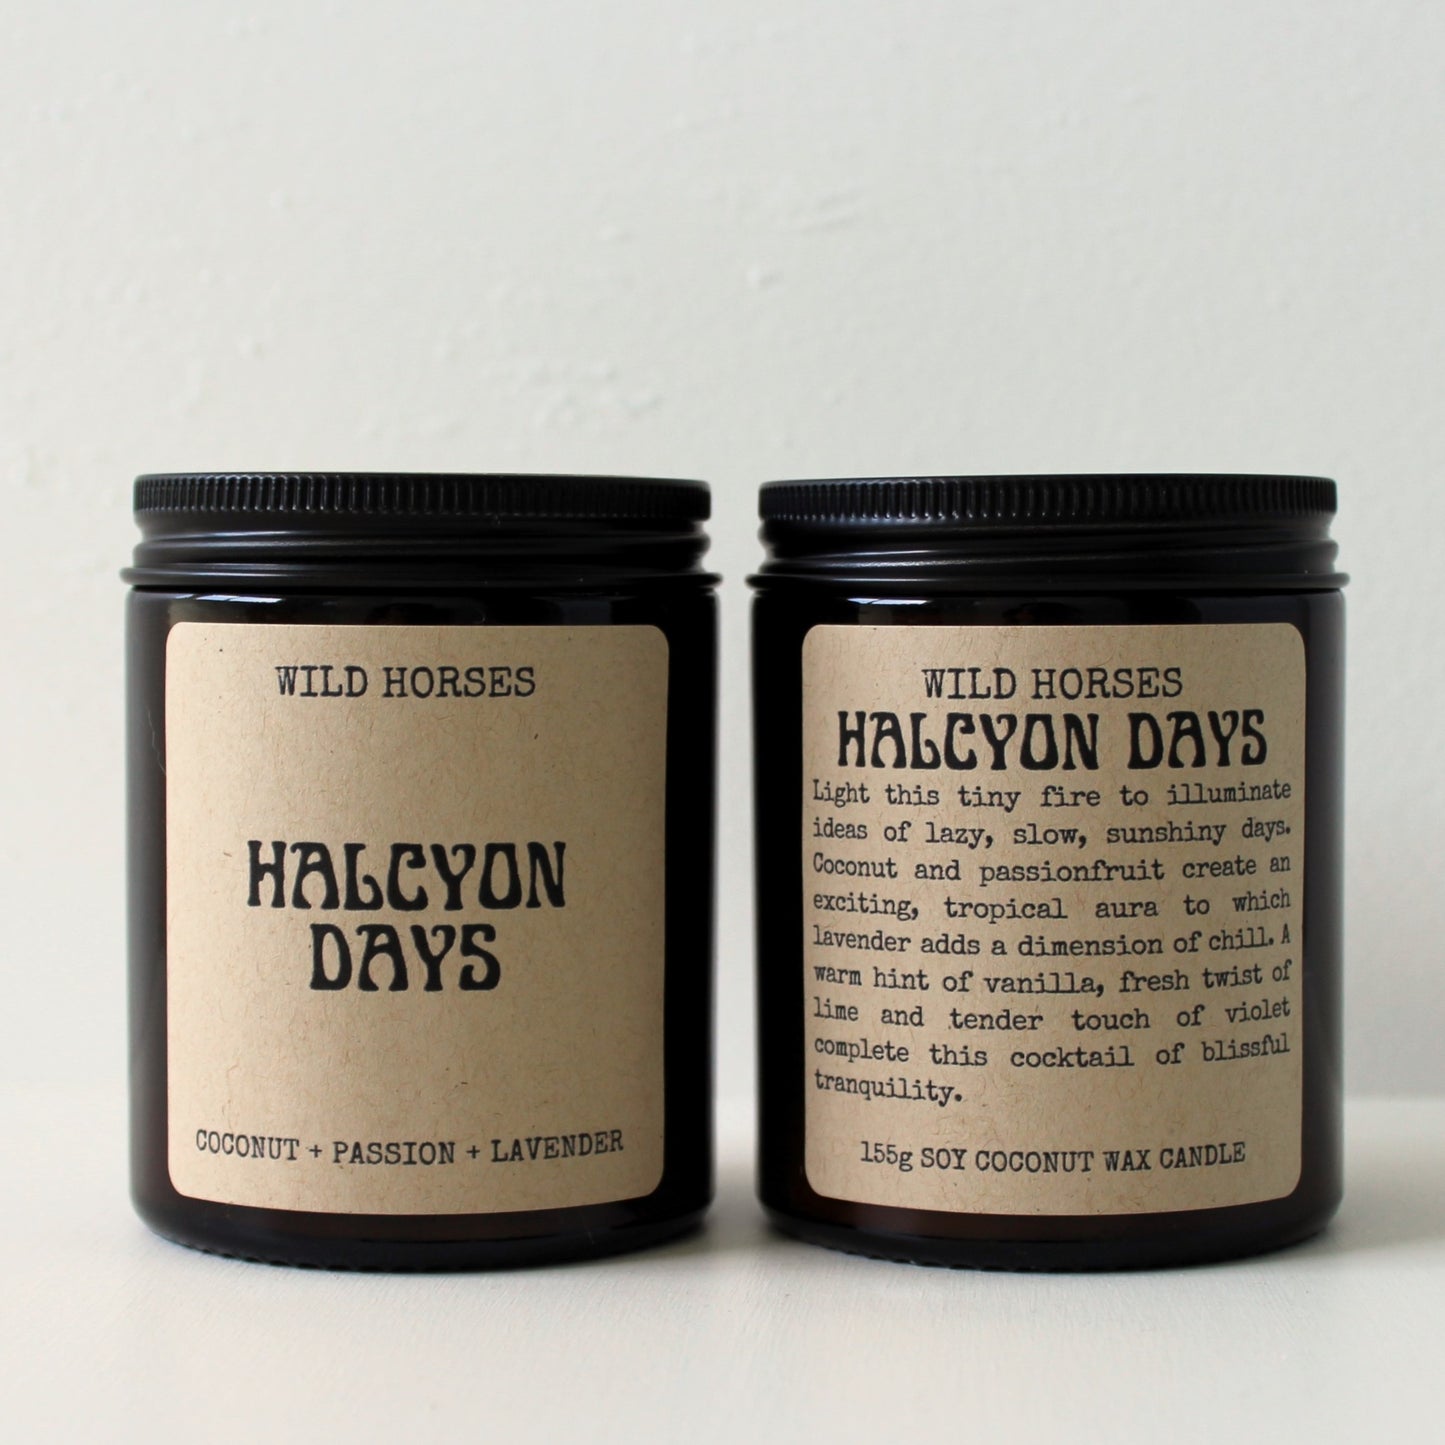 WILD HORSES
HALCYON
DAYS
COCONUT + PASSION + LAVENDER
WILD HORSES
HALCYON DAYS
Light this tiny fire to illuminate
ideas of lazy, slow, sunshiny days.
Coconut and passionfruit create an
exciting, tropical aura to which
lavender adds a dimension of chill. A
warm hint of vanilla, fresh twist of
lime and tender touch of violet
complete this cocktail of blissful
tranquility.
155g SOY COCONUT WAX CANDLE